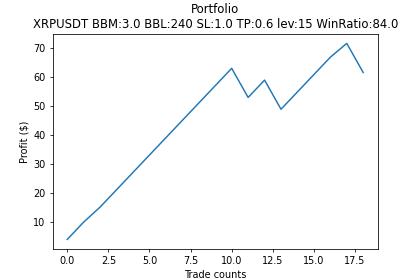 Portfolio
XRPUSDT BBM:3.0 BBL:240 SL:1.0 TP:0.6 lev:15 WinRatio:84.0
70
60
50
40
30
20
10
Profit ($)
0.0 2.5 5.0 7.5 10.0 12.5 15.0 17.5
Trade counts